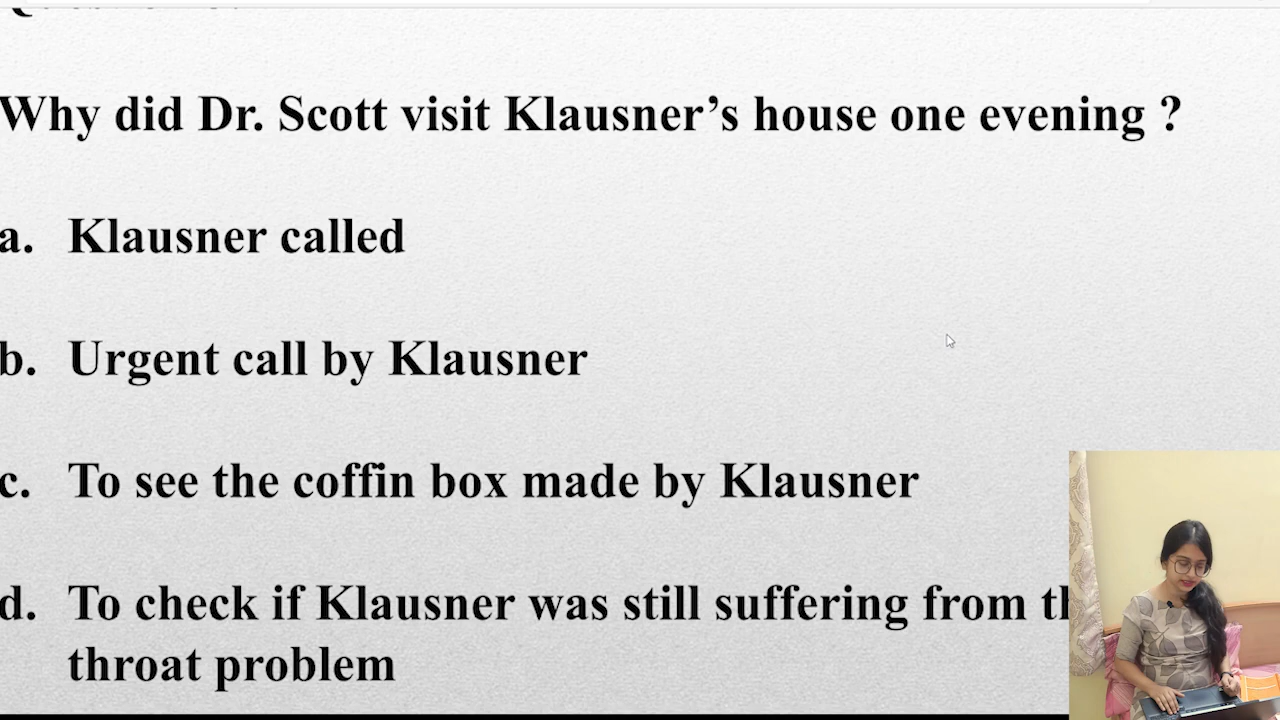 Why did Dr. Scott visit Klausner’s house one evening ?
a. Klausner called
b. Urgent call by Klausner
c. To see the coffin box made by Klausner
d. To check if Klausner was still suffering from
throat problem